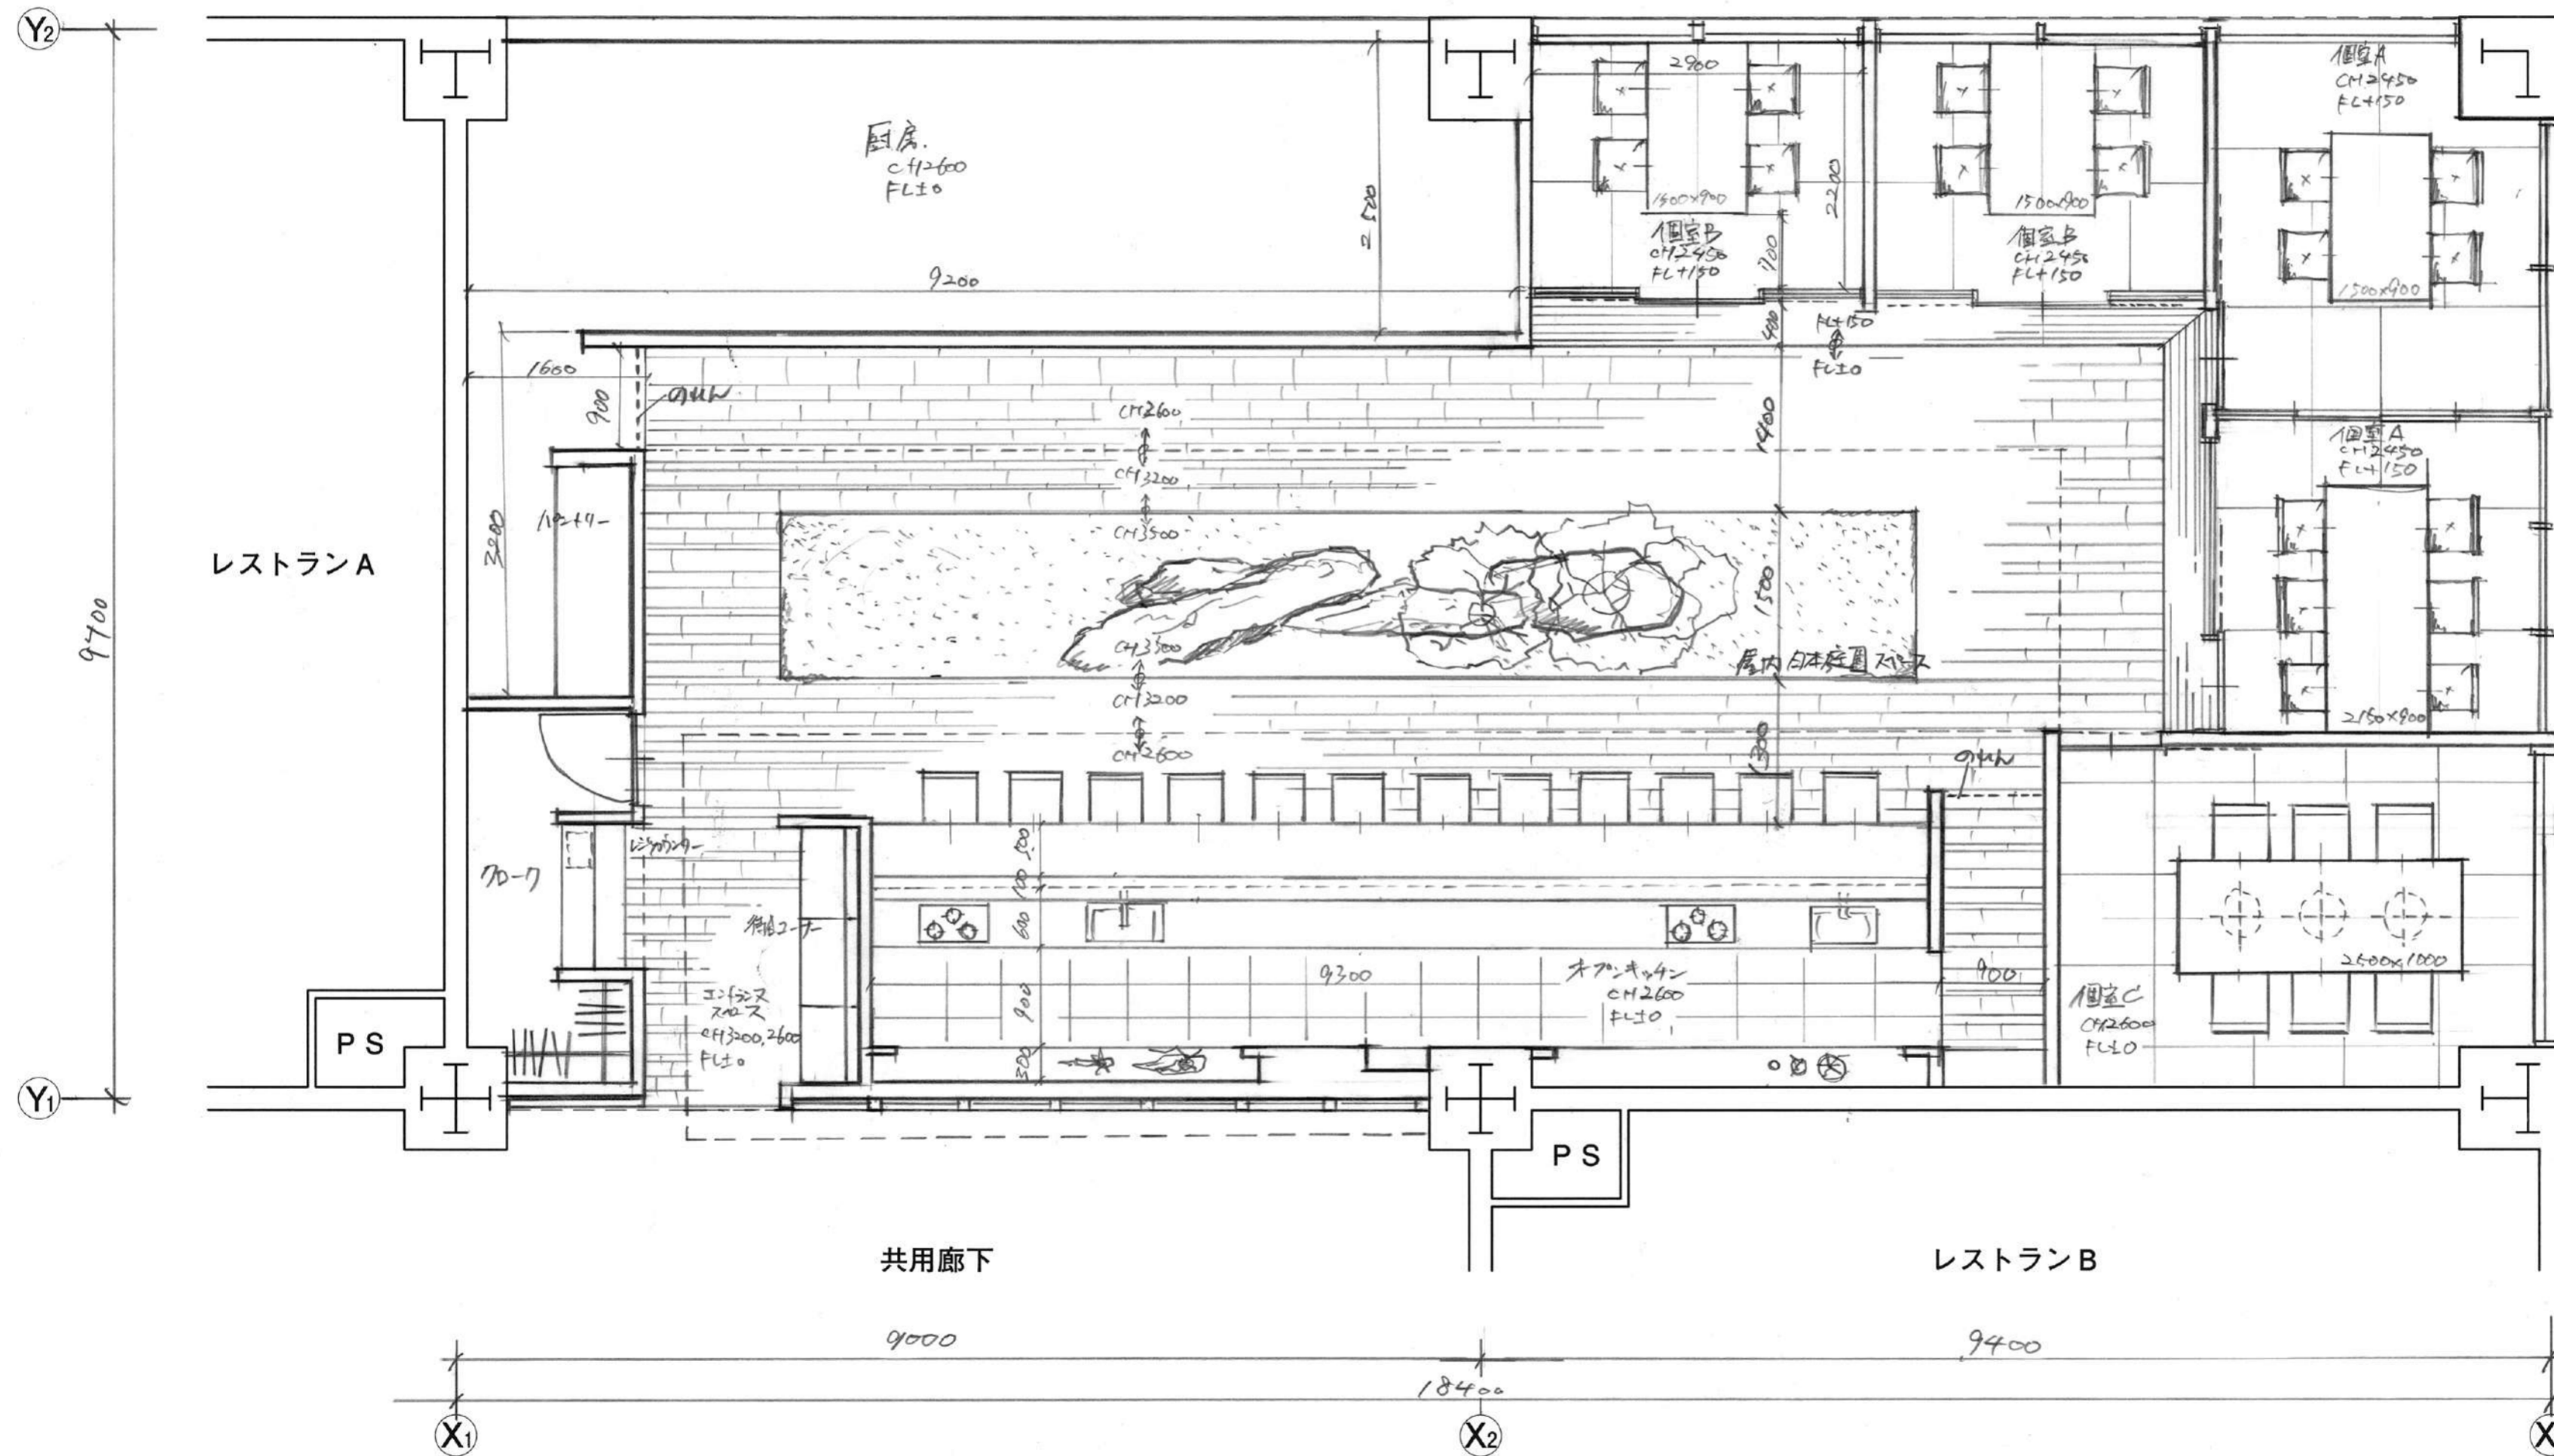 Y2
2900
個室A
CH2450
FL+150
厨房
CH2600
FL±0
2500
2200
1500×900
1500×900
個室B
CH2450
FL+150
700
個室B
CH2450
FL+150
1500×900
9200
400
FL+150
FL±0
1600
900
のれん
CH2600
1400
個室A
CH2450
FL+150
CH3200
CH3500
3200
パントリー
レストランA
1500
9400
CH3500
屋内日本庭園スペース
CH3200
2150×900
CH2600
1300
のれん
レジカウンター
500
クローク
100
待合コーナー
600
9300
オープンキッチン
CH2600
FL±0
900
2500×1000
エントランス
スペース
CH3200,2600
FL±0
900
個室C
CH2600
FL±0
PS
300
Y1
PS
共用廊下
レストランB
9000
9400
18400
X1
X2
X